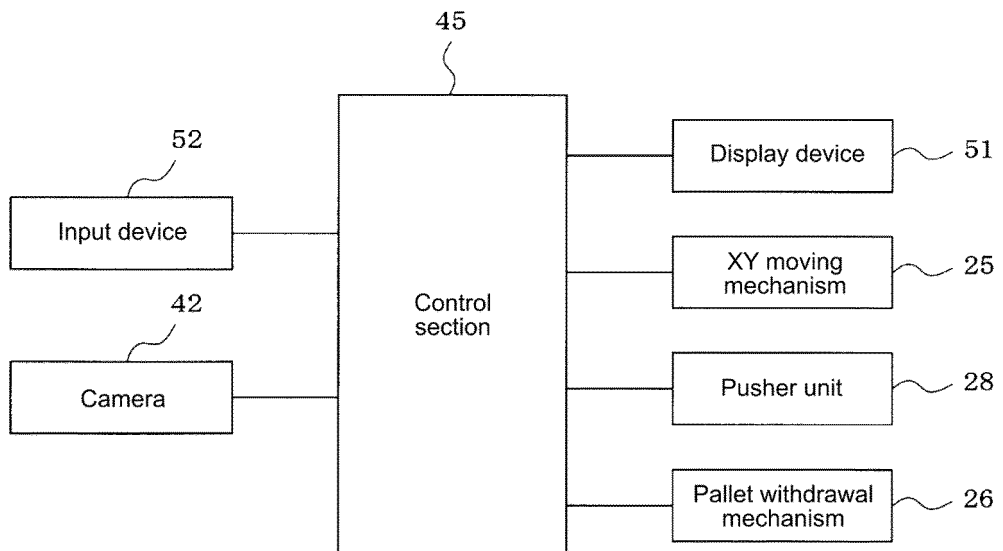 45
52
Input device
42
Camera
Control
section
Display device
51
XY moving
mechanism
25
Pusher unit
28
Pallet withdrawal
mechanism
26